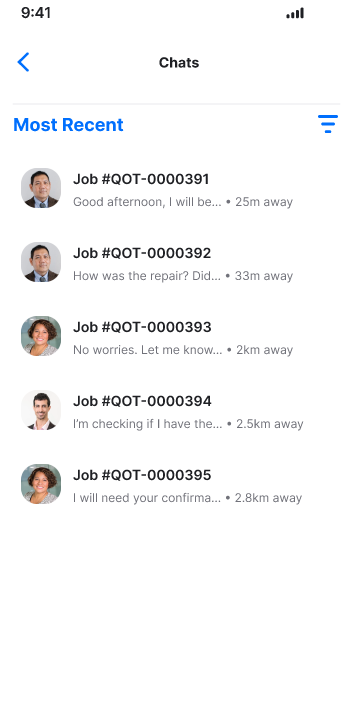 9:41
Chats
Most Recent
Job #QOT-0000391
Good afternoon, I will be... • 25m away
Job #QOT-0000392
How was the repair? Did... • 33m away
Job #QOT-0000393
No worries. Let me know... • 2km away
Job #QOT-0000394
I'm checking if I have the... • 2.5km away
Job #QOT-0000395
I will need your confirma... • 2.8km away